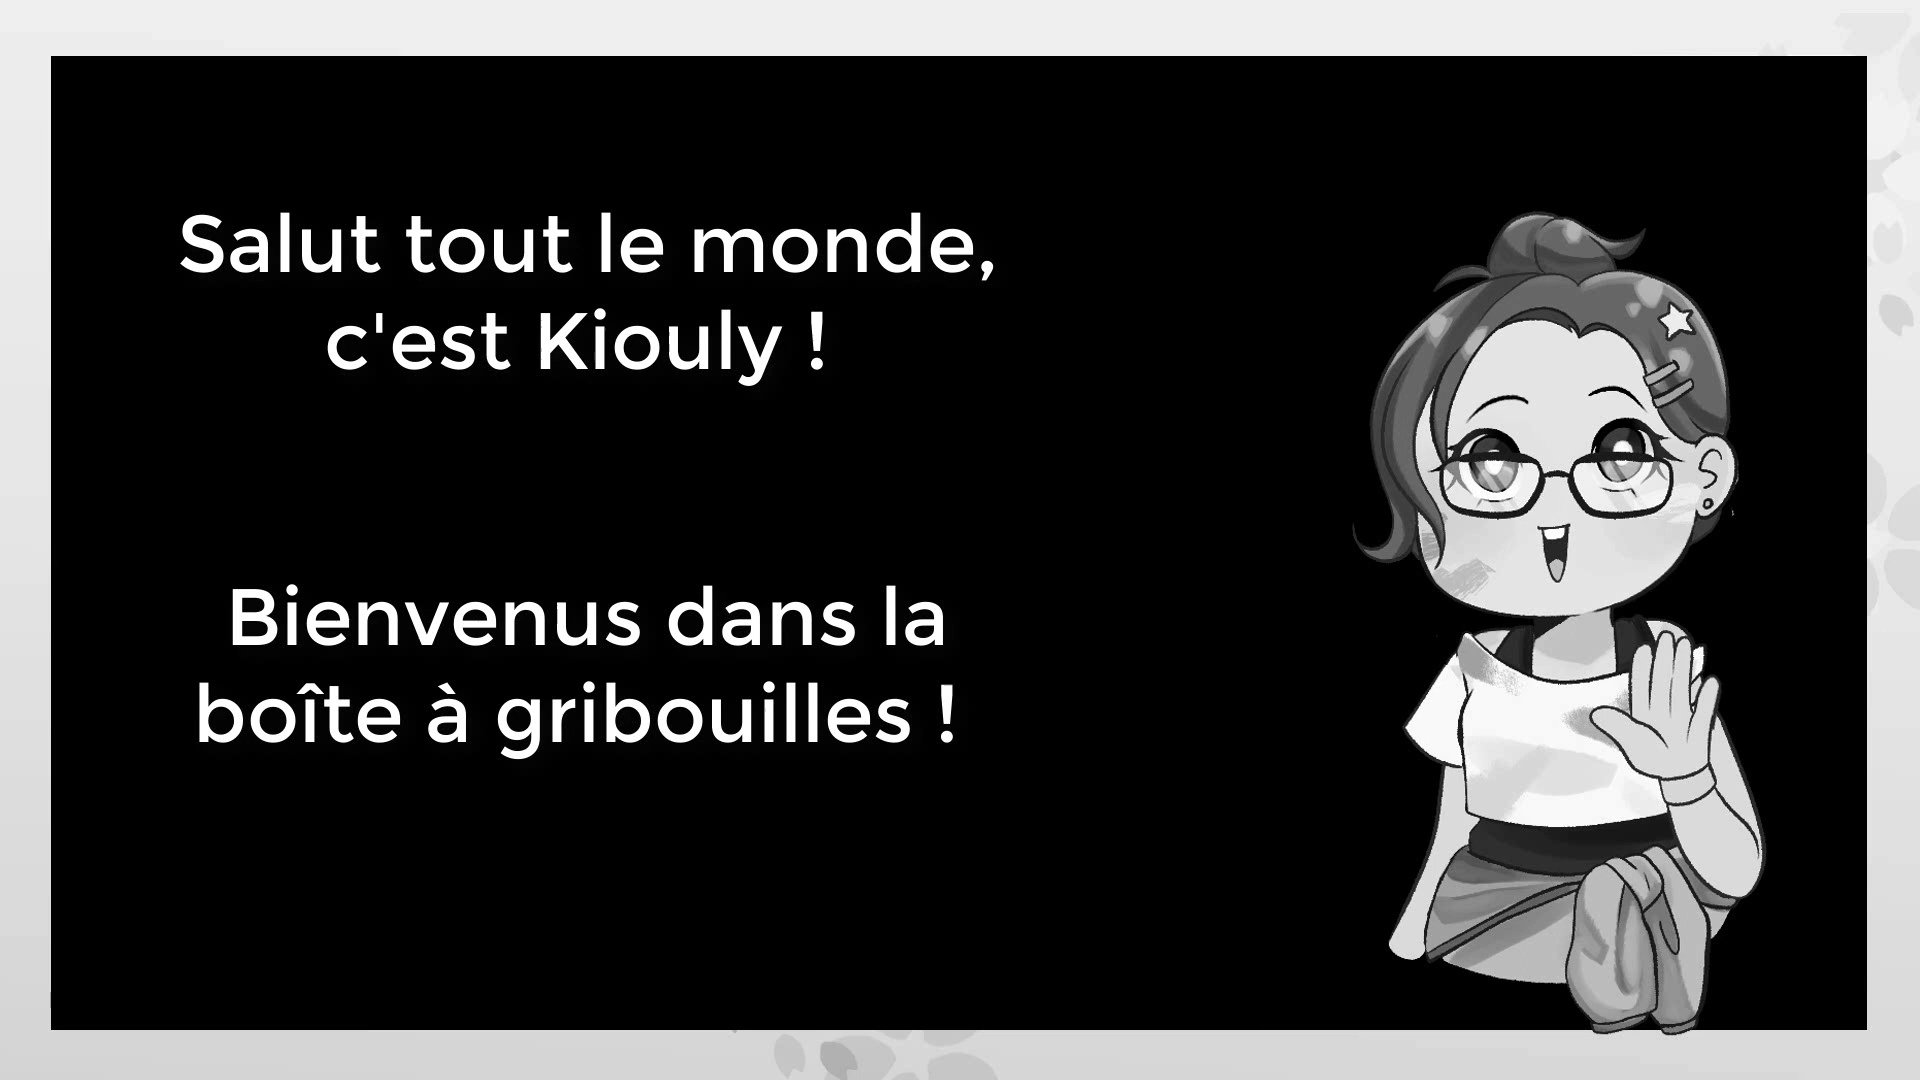 Salut tout le monde,
c'est Kiouly !
Bienvenus dans la
boîte à gribouilles !